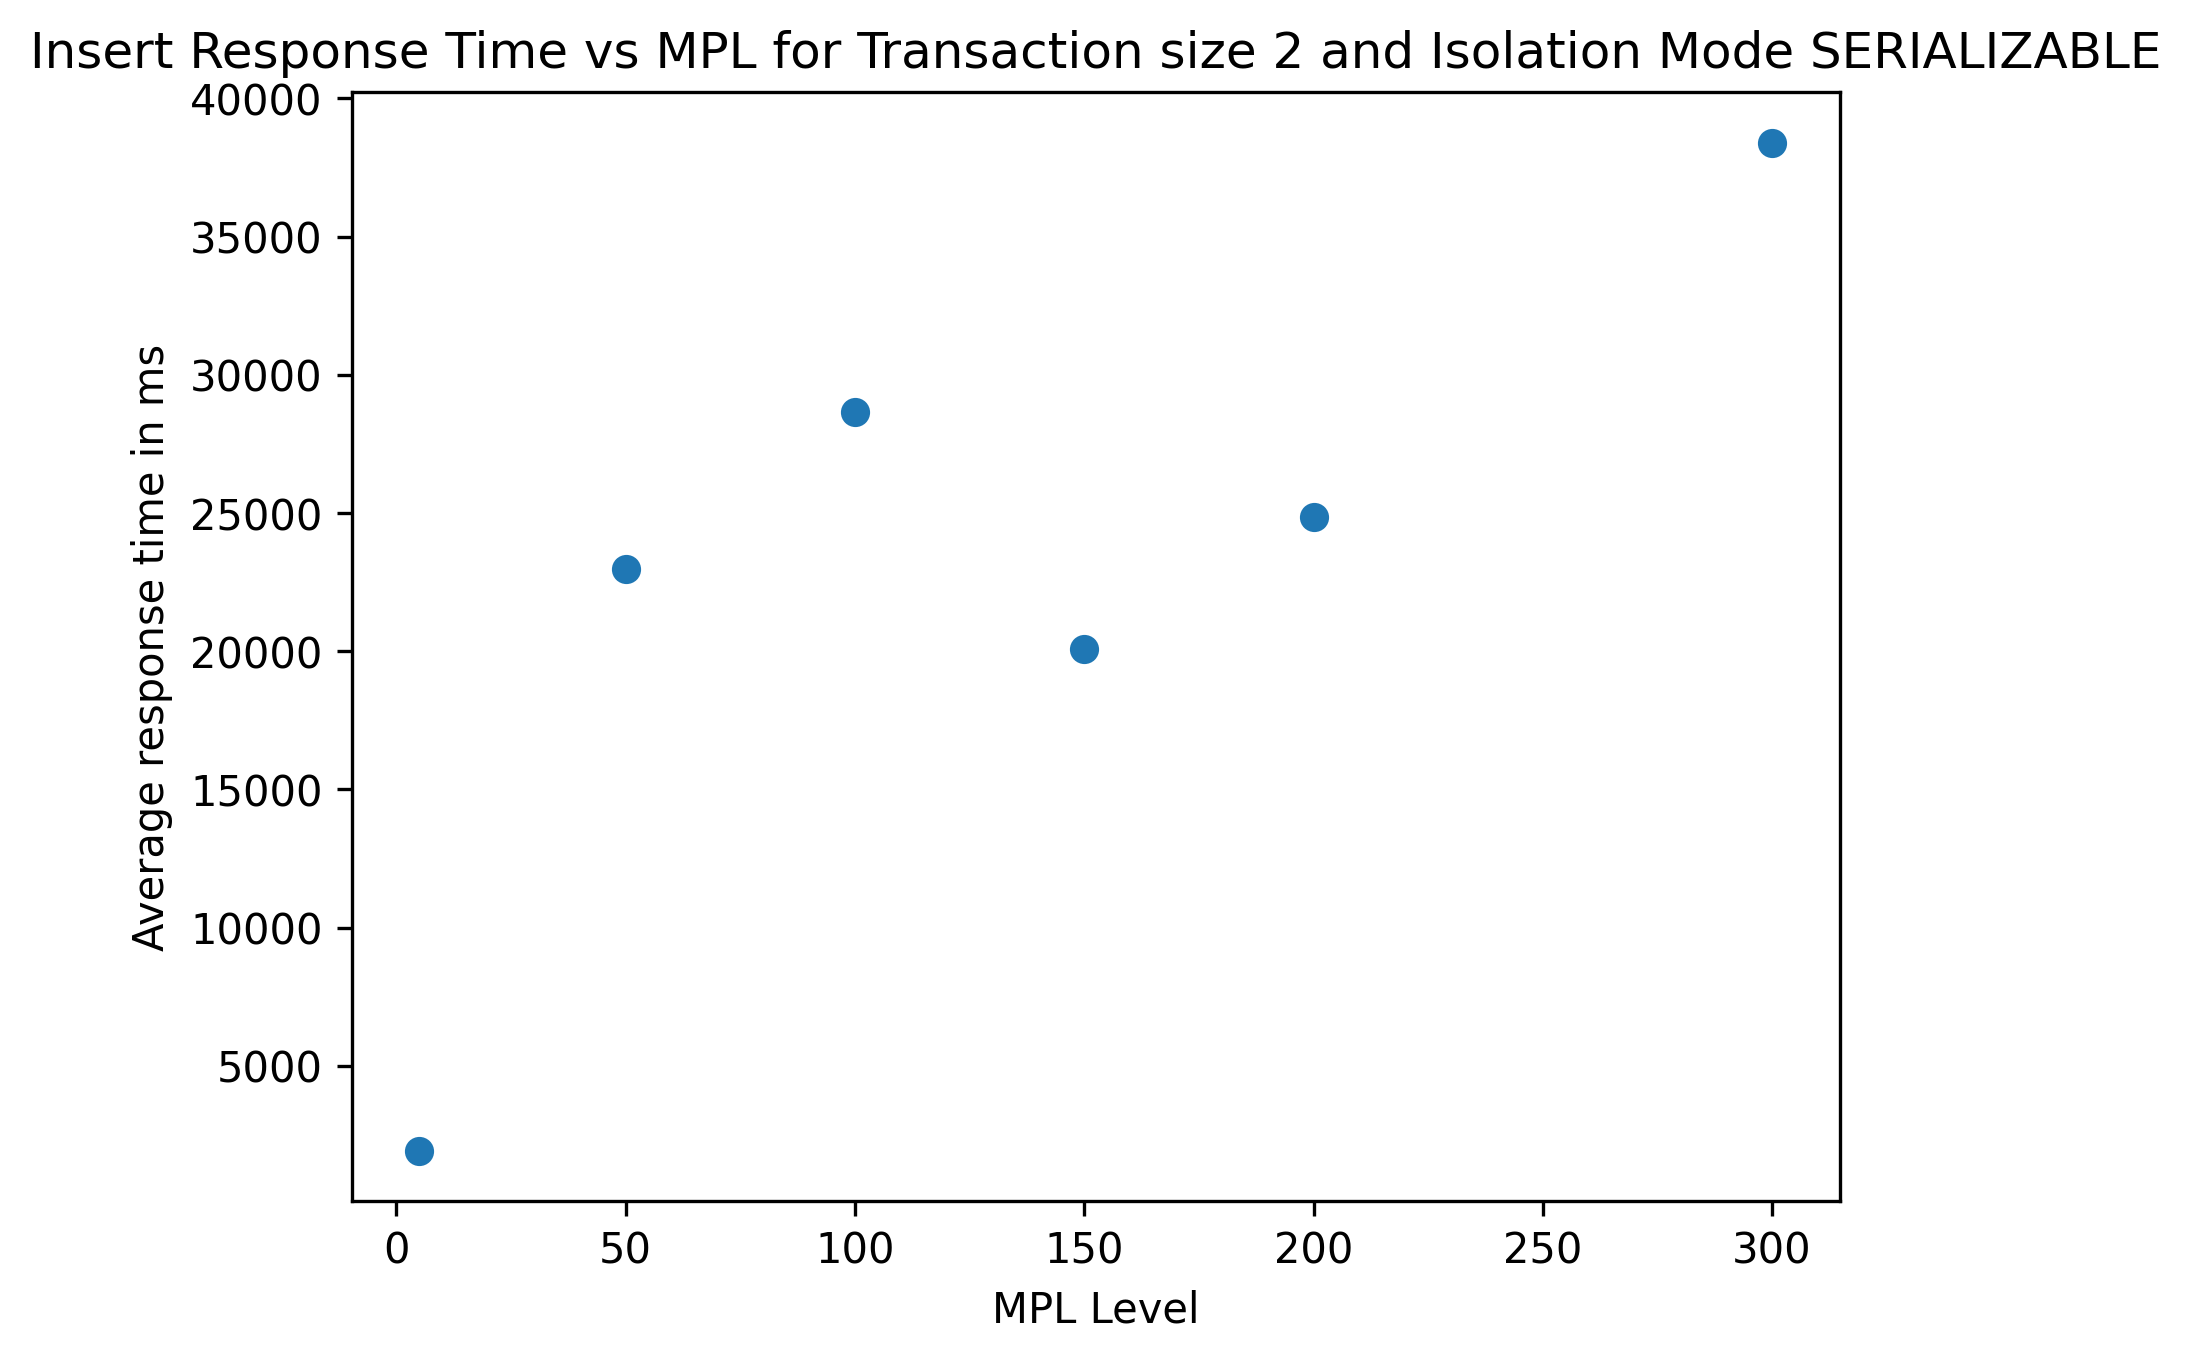 Insert Response Time vs MPL for Transaction size 2 and Isolation Mode SERIALIZABLE
40000
35000
30000
25000
20000
15000
10000
5000
Average response time in ms
0 50 100 150 200 250 300
MPL Level